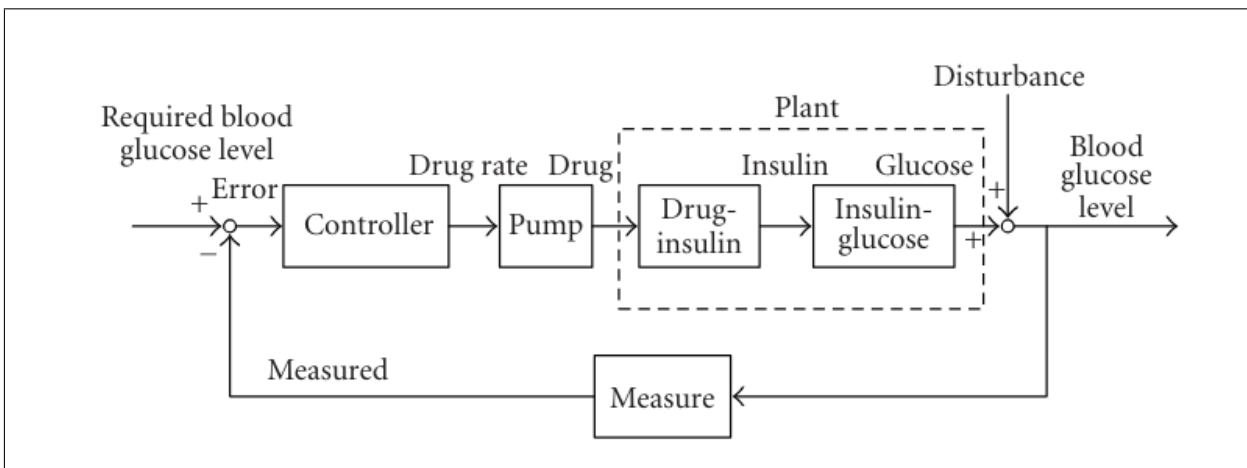 Disturbance
Plant
Required blood
glucose level
Error
Drug rate
Drug
Insulin
Glucose
Blood
glucose
level
+
−
Controller
Pump
Drug-
insulin
Insulin-
glucose
+
+
Measured
Measure